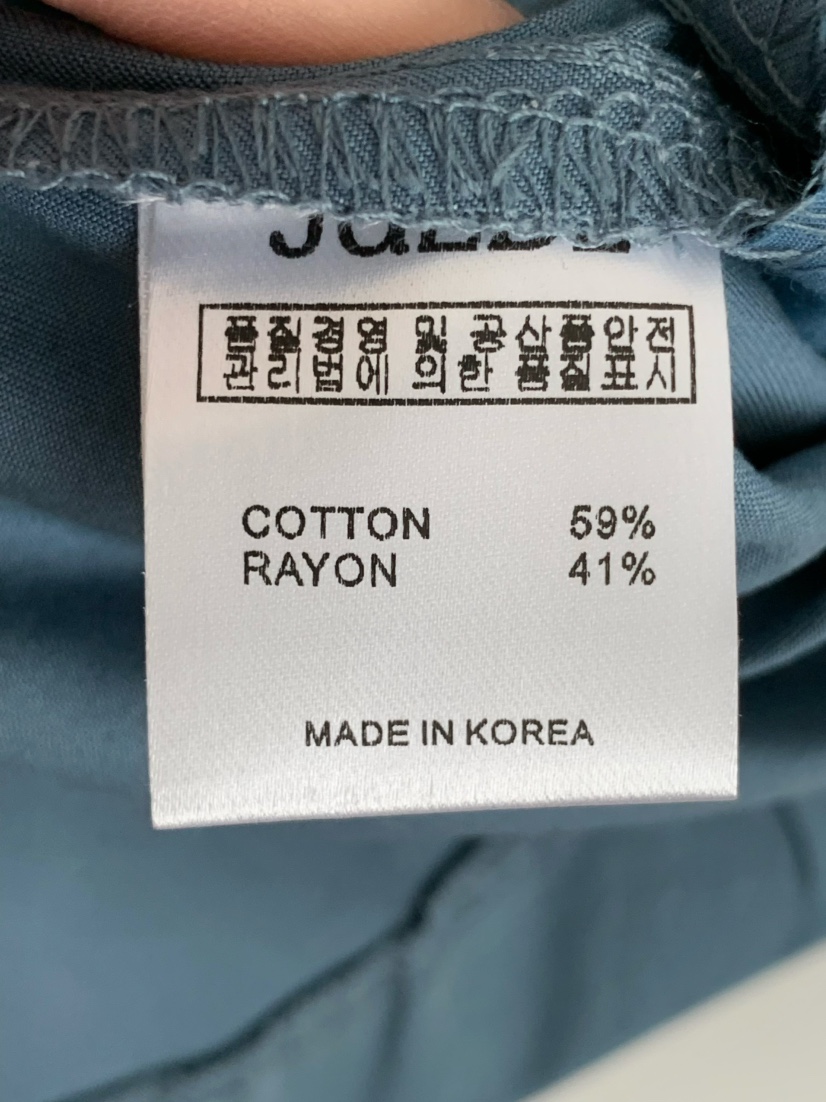 품질경영 및 공산품안전
관리법에 의한 품질표시
COTTON 59%
RAYON 41%
MADE IN KOREA